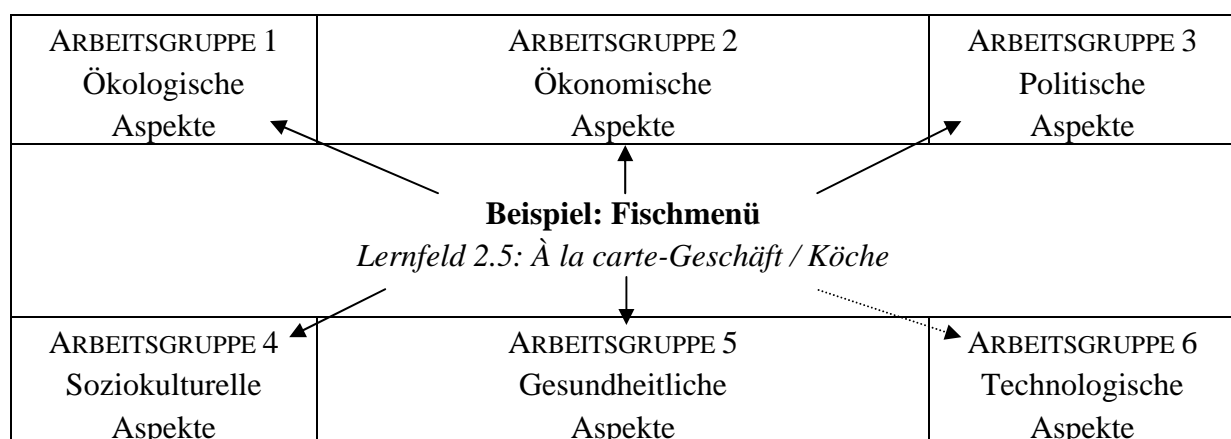 ARBEITSGRUPPE 1
Ökologische
Aspekte
ARBEITSGRUPPE 2
Ökonomische
Aspekte
ARBEITSGRUPPE 3
Politische
Aspekte
Beispiel: Fischmenü
Lernfeld 2.5: À la carte-Geschäft / Köche
ARBEITSGRUPPE 4
Soziokulturelle
Aspekte
ARBEITSGRUPPE 5
Gesundheitliche
Aspekte
ARBEITSGRUPPE 6
Technologische
Aspekte